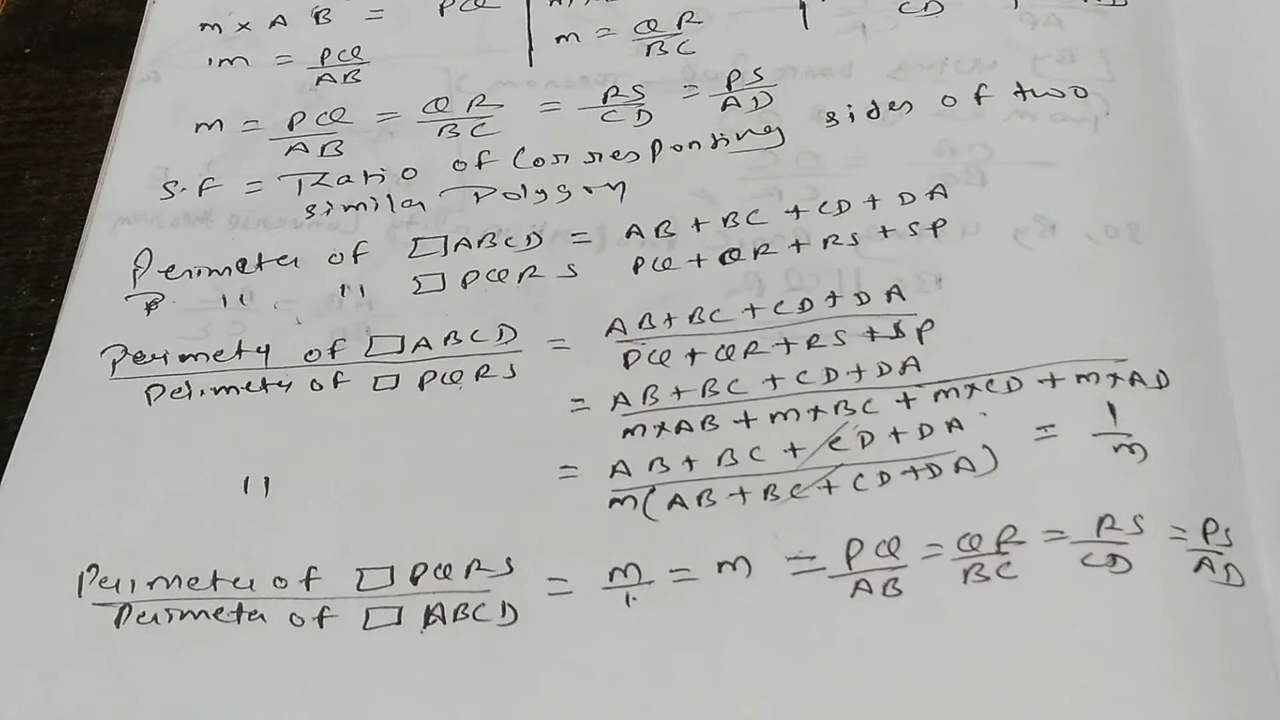 m × AB = PQ
m = QR/BC
CD
m = PQ/AB
m = PQ/AB = QR/BC = RS/CD = PS/AD
S.F = Ratio of Corresponding sides of two
similar Polygon
Perimeter of □ABCD = AB + BC + CD + DA
P. " " □PQRS PQ + QR + RS + SP
Perimeter of □ABCD / Perimeter of □PQRS = AB + BC + CD + DA / PQ + QR + RS + SP
= AB + BC + CD + DA / m×AB + m×BC + m×CD + m×AD
" = AB + BC + CD + DA / m(AB + BC + CD + DA) = 1/m
Perimeter of □PQRS / Perimeter of □ABCD = m/1 = m = PQ/AB = QR/BC = RS/CD = PS/AD